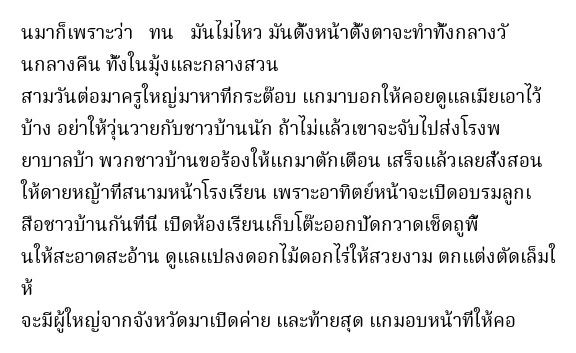 นมาก็เพราะว่า ทน มันไม่ไหว มันตั้งหน้าตั้งตาจะทำทั้งกลางวั
นกลางคืน ทั้งในมุ้งและกลางสวน
สามวันต่อมาครูใหญ่มาหาที่กระต๊อบ แกมาบอกให้คอยดูแลเมียเอาไว้
บ้าง อย่าให้วุ่นวายกับชาวบ้านนัก ถ้าไม่แล้วเขาจะจับไปส่งโรงพ
ยาบาลบ้า พวกชาวบ้านขอร้องให้แกมาตักเตือน เสร็จแล้วเลยสั่งสอน
ให้ดายหญ้าที่สนามหน้าโรงเรียน เพราะอาทิตย์หน้าจะเปิดอบรมลูกเ
สือชาวบ้านกันที่นี่ เปิดห้องเรียนเก็บโต๊ะออกปัดกวาดเช็ดถูพื้
นให้สะอาดสะอ้าน ดูแลแปลงดอกไม้ดอกไร่ให้สวยงาม ตกแต่งตัดเล็มใ
ห้
จะมีผู้ใหญ่จากจังหวัดมาเปิดค่าย และท้ายสุด แกมอบหน้าที่ให้คอ